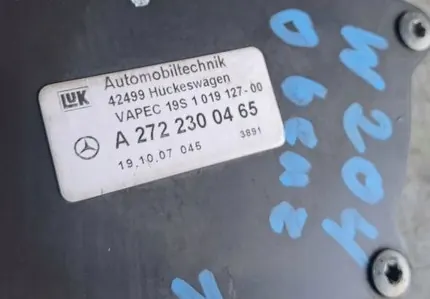 LuK
Automobiltechnik
42499 Hückeswagen
VAPEC 19S 1 019 127-00
A 272 230 04 65
19.10.07 045
3891
W204